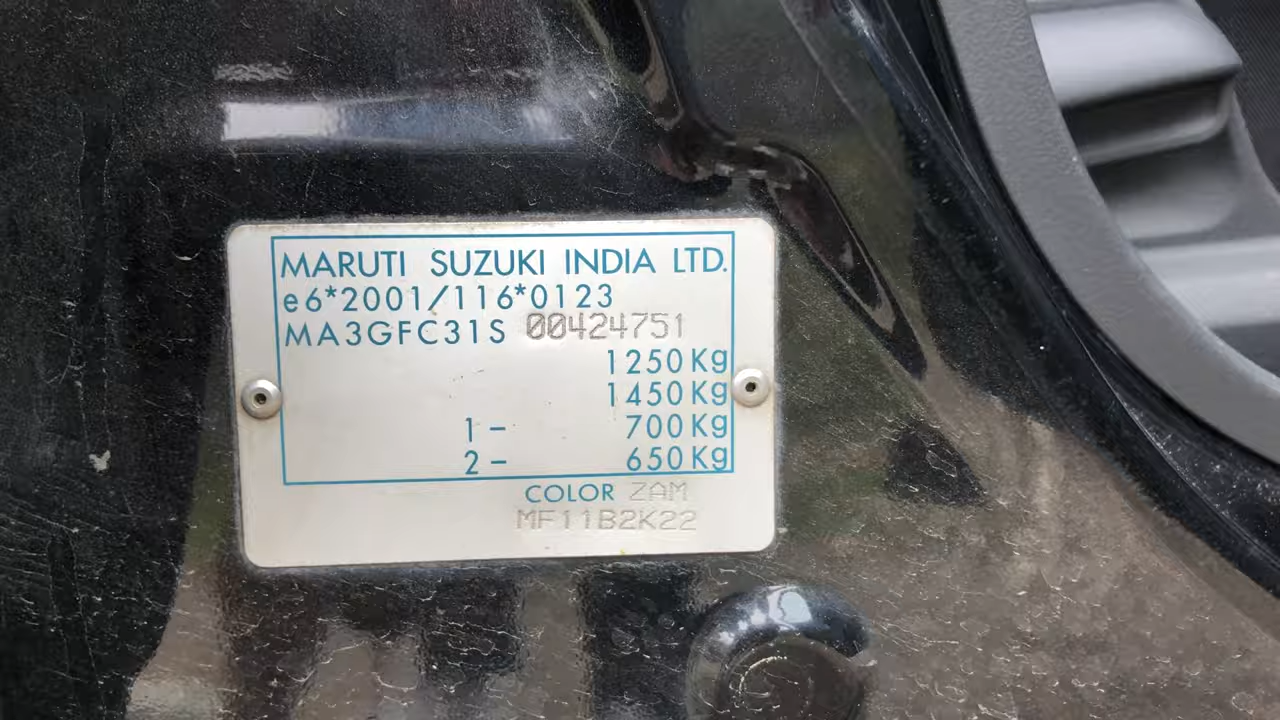 MARUTI SUZUKI INDIA LTD.
e6*2001/116*0123
MA3GFC31S 00424751
1250Kg
1450Kg
1- 700Kg
2- 650Kg
COLOR ZAM
MF11B2K22